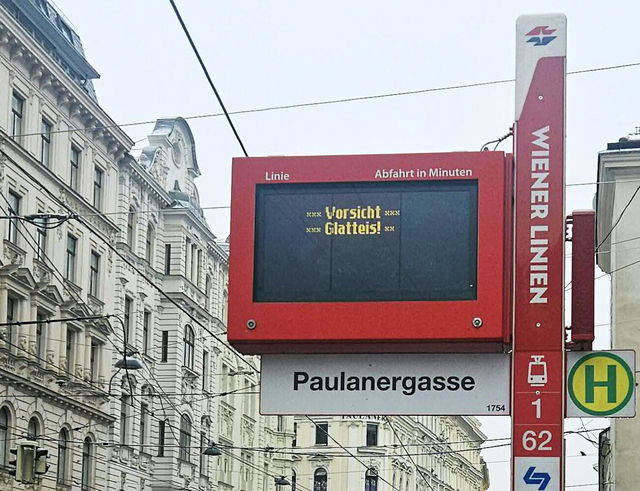 Linie Abfahrt in Minuten
××× Vorsicht ×××
××× Glatteis! ××
WIENER LINIEN
Paulanergasse
1754
H
1
62